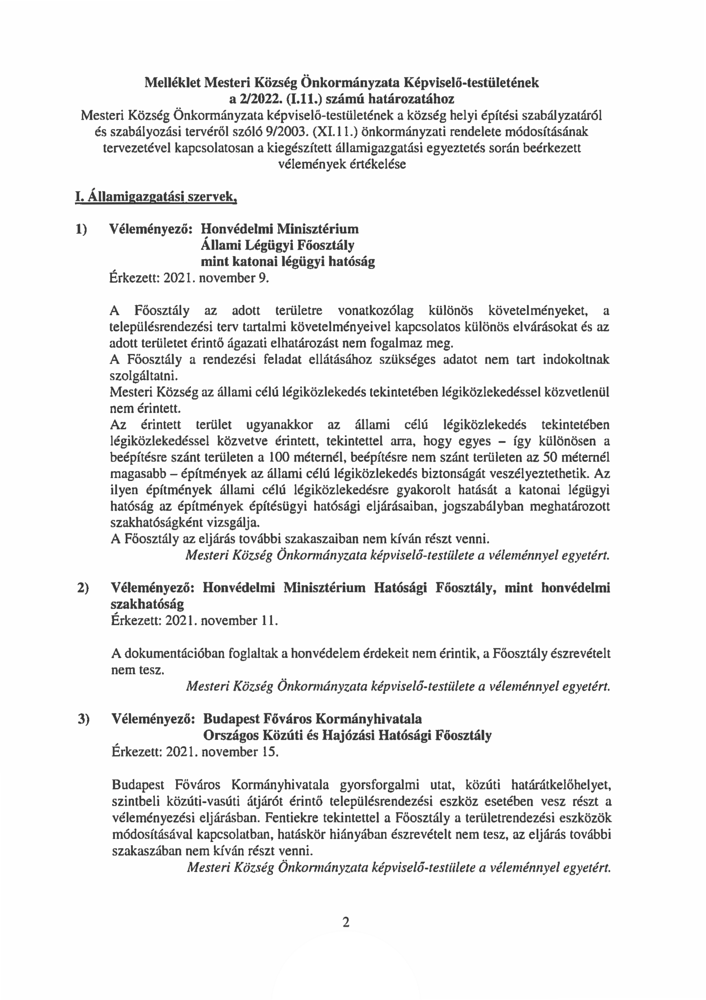 Melléklet Mesteri Község Önkormányzata Képviselő-testületének
a 2/2022. (I.11.) számú határozatához
Mesteri Község Önkormányzata képviselő-testületének a község helyi építési szabályzatáról
és szabályozási tervéről szóló 9/2003. (XI.11.) önkormányzati rendelete módosításának
tervezetével kapcsolatosan a kiegészített államigazgatási egyeztetés során beérkezett
vélemények értékelése
I. Államigazgatási szervek,
1) Véleményező: Honvédelmi Minisztérium
Állami Légügyi Főosztály
mint katonai légügyi hatóság
Érkezett: 2021. november 9.
A Főosztály az adott területre vonatkozólag különös követelményeket, a
településrendezési terv tartalmi követelményeivel kapcsolatos különös elvárásokat és az
adott területet érintő ágazati elhatározást nem fogalmaz meg.
A Főosztály a rendezési feladat ellátásához szükséges adatot nem tart indokoltnak
szolgáltatni.
Mesteri Község az állami célú légiközlekedés tekintetében légiközlekedéssel közvetlenül
nem érintett.
Az érintett terület ugyanakkor az állami célú légiközlekedés tekintetében
légiközlekedéssel közvetve érintett, tekintettel arra, hogy egyes – így különösen a
beépítésre szánt területen a 100 méternél, beépítésre nem szánt területen az 50 méternél
magasabb – építmények az állami célú légiközlekedés biztonságát veszélyeztethetik. Az
ilyen építmények állami célú légiközlekedésre gyakorolt hatását a katonai légügyi
hatóság az építmények építésügyi hatósági eljárásaiban, jogszabályban meghatározott
szakhatóságként vizsgálja.
A Főosztály az eljárás további szakaszaiban nem kíván részt venni.
Mesteri Község Önkormányzata képviselő-testülete a véleménnyel egyetért.
2) Véleményező: Honvédelmi Minisztérium Hatósági Főosztály, mint honvédelmi
szakhatóság
Érkezett: 2021. november 11.
A dokumentációban foglaltak a honvédelem érdekeit nem érintik, a Főosztály észrevételt
nem tesz.
Mesteri Község Önkormányzata képviselő-testülete a véleménnyel egyetért.
3) Véleményező: Budapest Főváros Kormányhivatala
Országos Közúti és Hajózási Hatósági Főosztály
Érkezett: 2021. november 15.
Budapest Főváros Kormányhivatala gyorsforgalmi utat, közúti határátkelőhelyet,
szintbeli közúti-vasúti átjárót érintő településrendezési eszköz esetében vesz részt a
véleményezési eljárásban. Fentiekre tekintettel a Főosztály a területrendezési eszközök
módosításával kapcsolatban, hatáskör hiányában észrevételt nem tesz, az eljárás további
szakaszában nem kíván részt venni.
Mesteri Község Önkormányzata képviselő-testülete a véleménnyel egyetért.
2